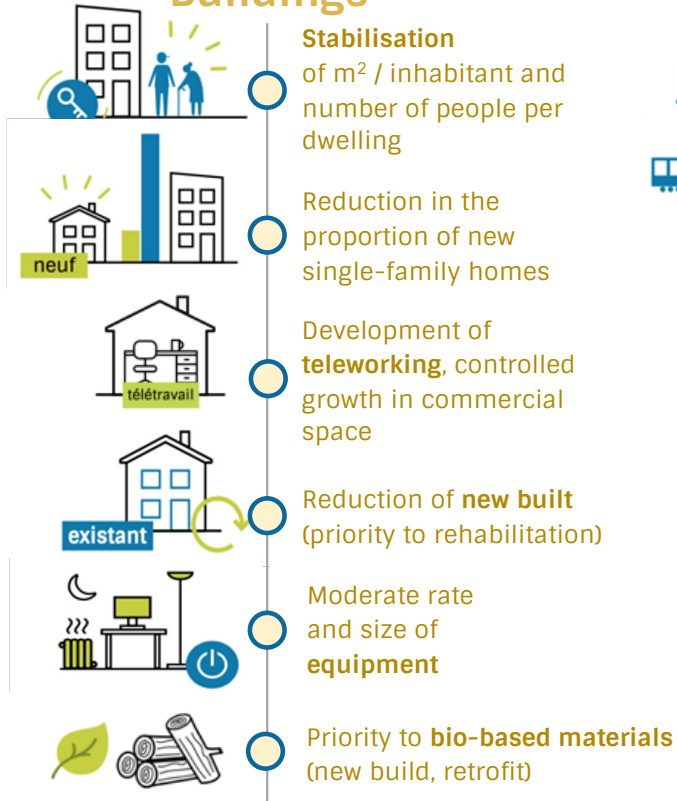 Buildings
Stabilisation
of m² / inhabitant and
number of people per
dwelling
neuf
Reduction in the
proportion of new
single-family homes
télétravail
Development of
teleworking, controlled
growth in commercial
space
existant
Reduction of new built
(priority to rehabilitation)
Moderate rate
and size of
equipment
Priority to bio-based materials
(new build, retrofit)